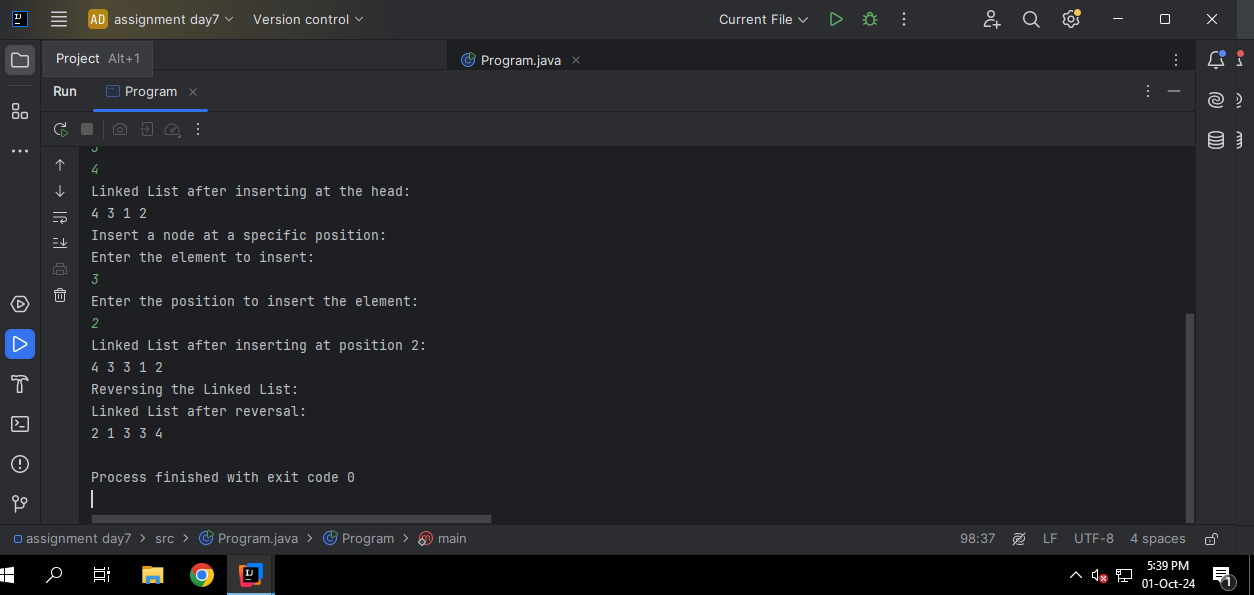 AD assignment day7 Version control Current File
Project Alt+1
Program.java
Run Program
4
Linked List after inserting at the head:
4 3 1 2
Insert a node at a specific position:
Enter the element to insert:
3
Enter the position to insert the element:
2
Linked List after inserting at position 2:
4 3 3 1 2
Reversing the Linked List:
Linked List after reversal:
2 1 3 3 4
Process finished with exit code 0
assignment day7 > src > Program.java > Program > main 98:37 LF UTF-8 4 spaces
5:39 PM
01-Oct-24
1